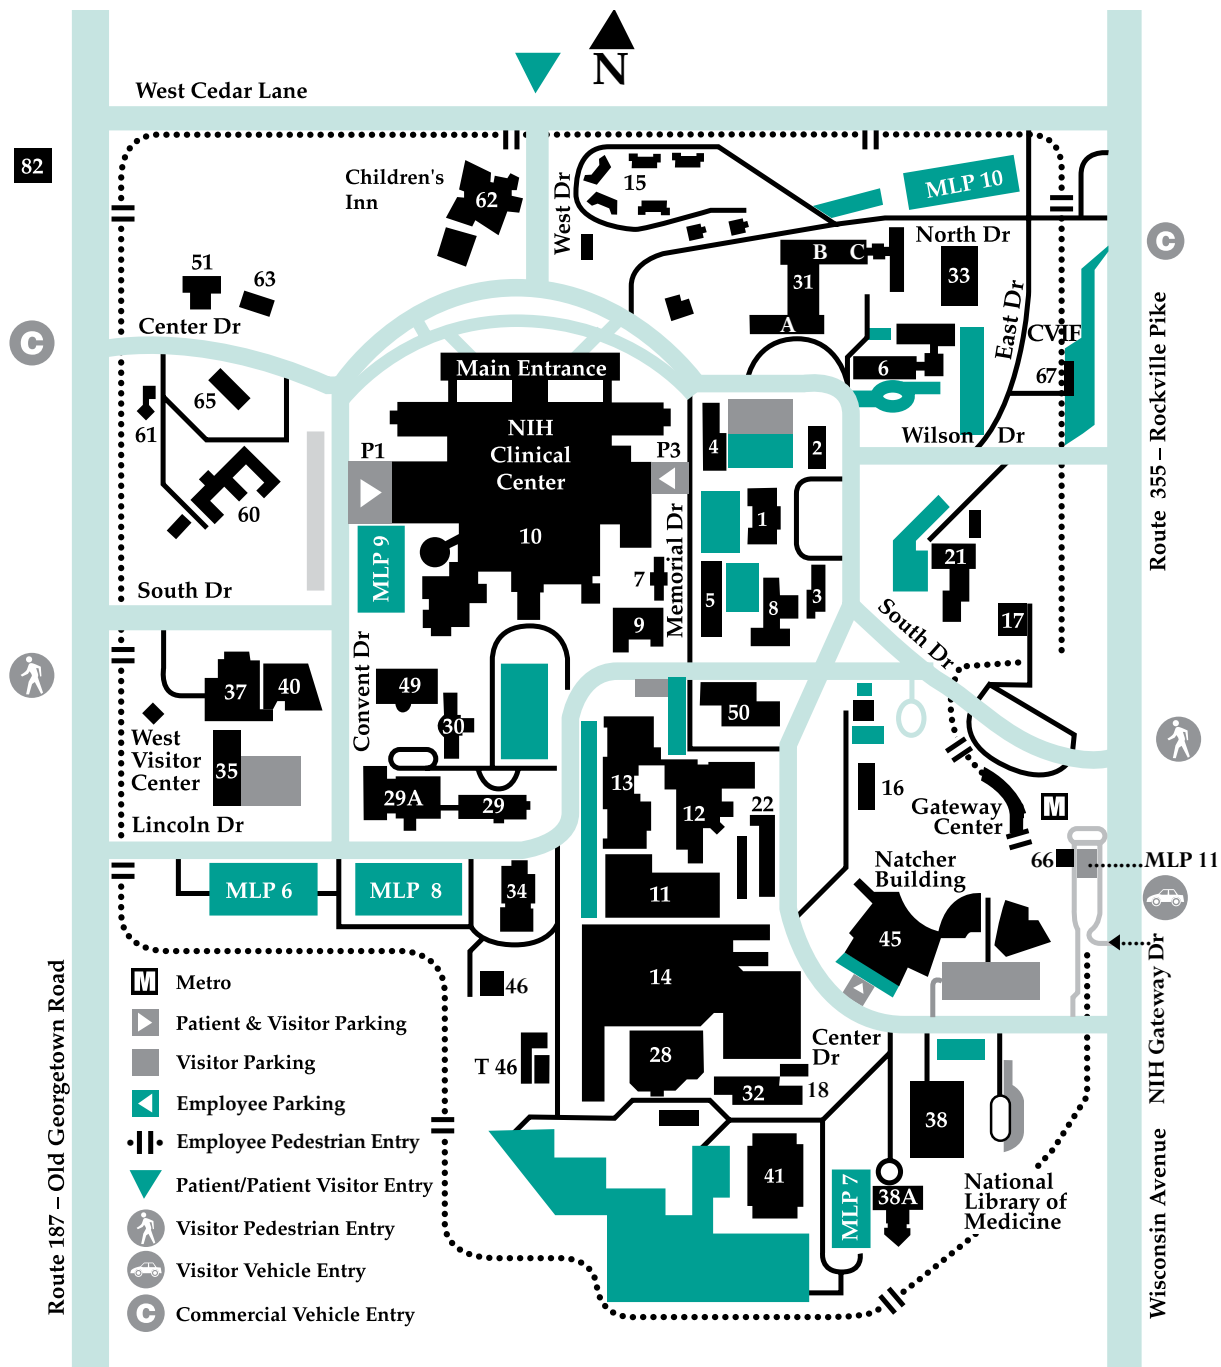 N
West Cedar Lane
82
Children's
Inn
62
West Dr
15
MLP 10
C
North Dr
B
C
31
33
A
51
63
Center Dr
C
East Dr
CVIF
67
Route 355 – Rockville Pike
Main Entrance
6
65
61
NIH
Clinical
Center
10
P1
P3
4
2
Wilson Dr
60
MLP 9
Memorial Dr
1
21
7
5
8
3
South Dr
9
South Dr
17
37
40
Convent Dr
49
30
50
West
Visitor
Center
35
13
12
22
16
Gateway
Center
M
29A
29
Lincoln Dr
66
MLP 11
Natcher
Building
MLP 6
MLP 8
34
11
45
NIH Gateway Dr
46
14
Center
Dr
T 46
28
32
18
38
41
MLP 7
38A
National
Library of
Medicine
Wisconsin Avenue
Route 187 – Old Georgetown Road
M
Metro
Patient & Visitor Parking
Visitor Parking
Employee Parking
Employee Pedestrian Entry
Patient/Patient Visitor Entry
Visitor Pedestrian Entry
Visitor Vehicle Entry
C
Commercial Vehicle Entry